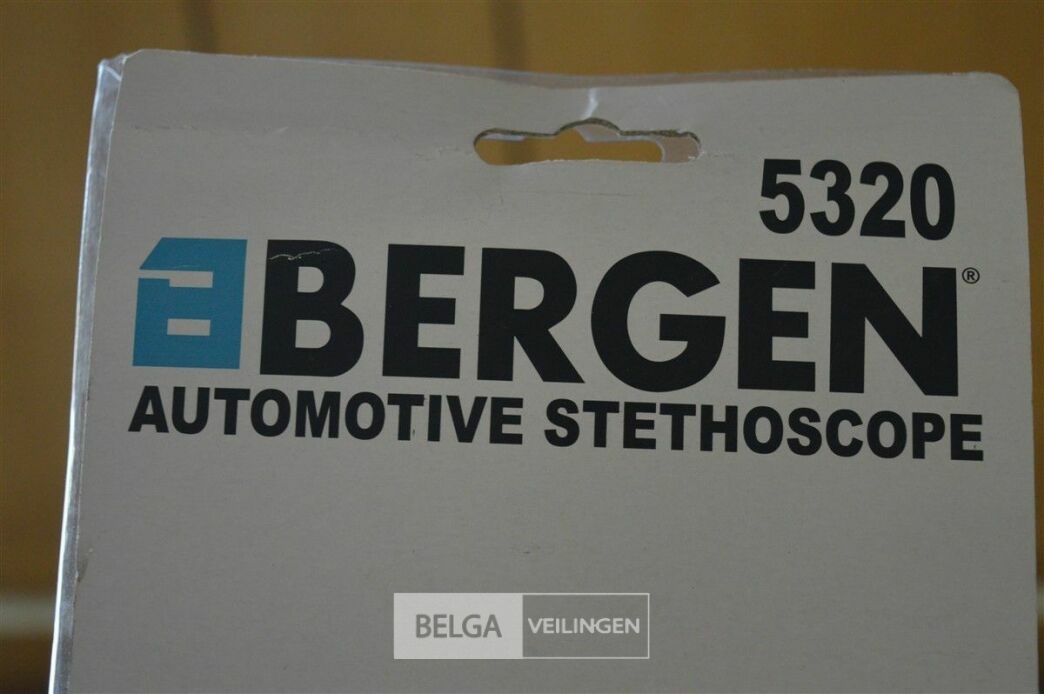 5320
BERGEN®
AUTOMOTIVE STETHOSCOPE
BELGA VEILINGEN